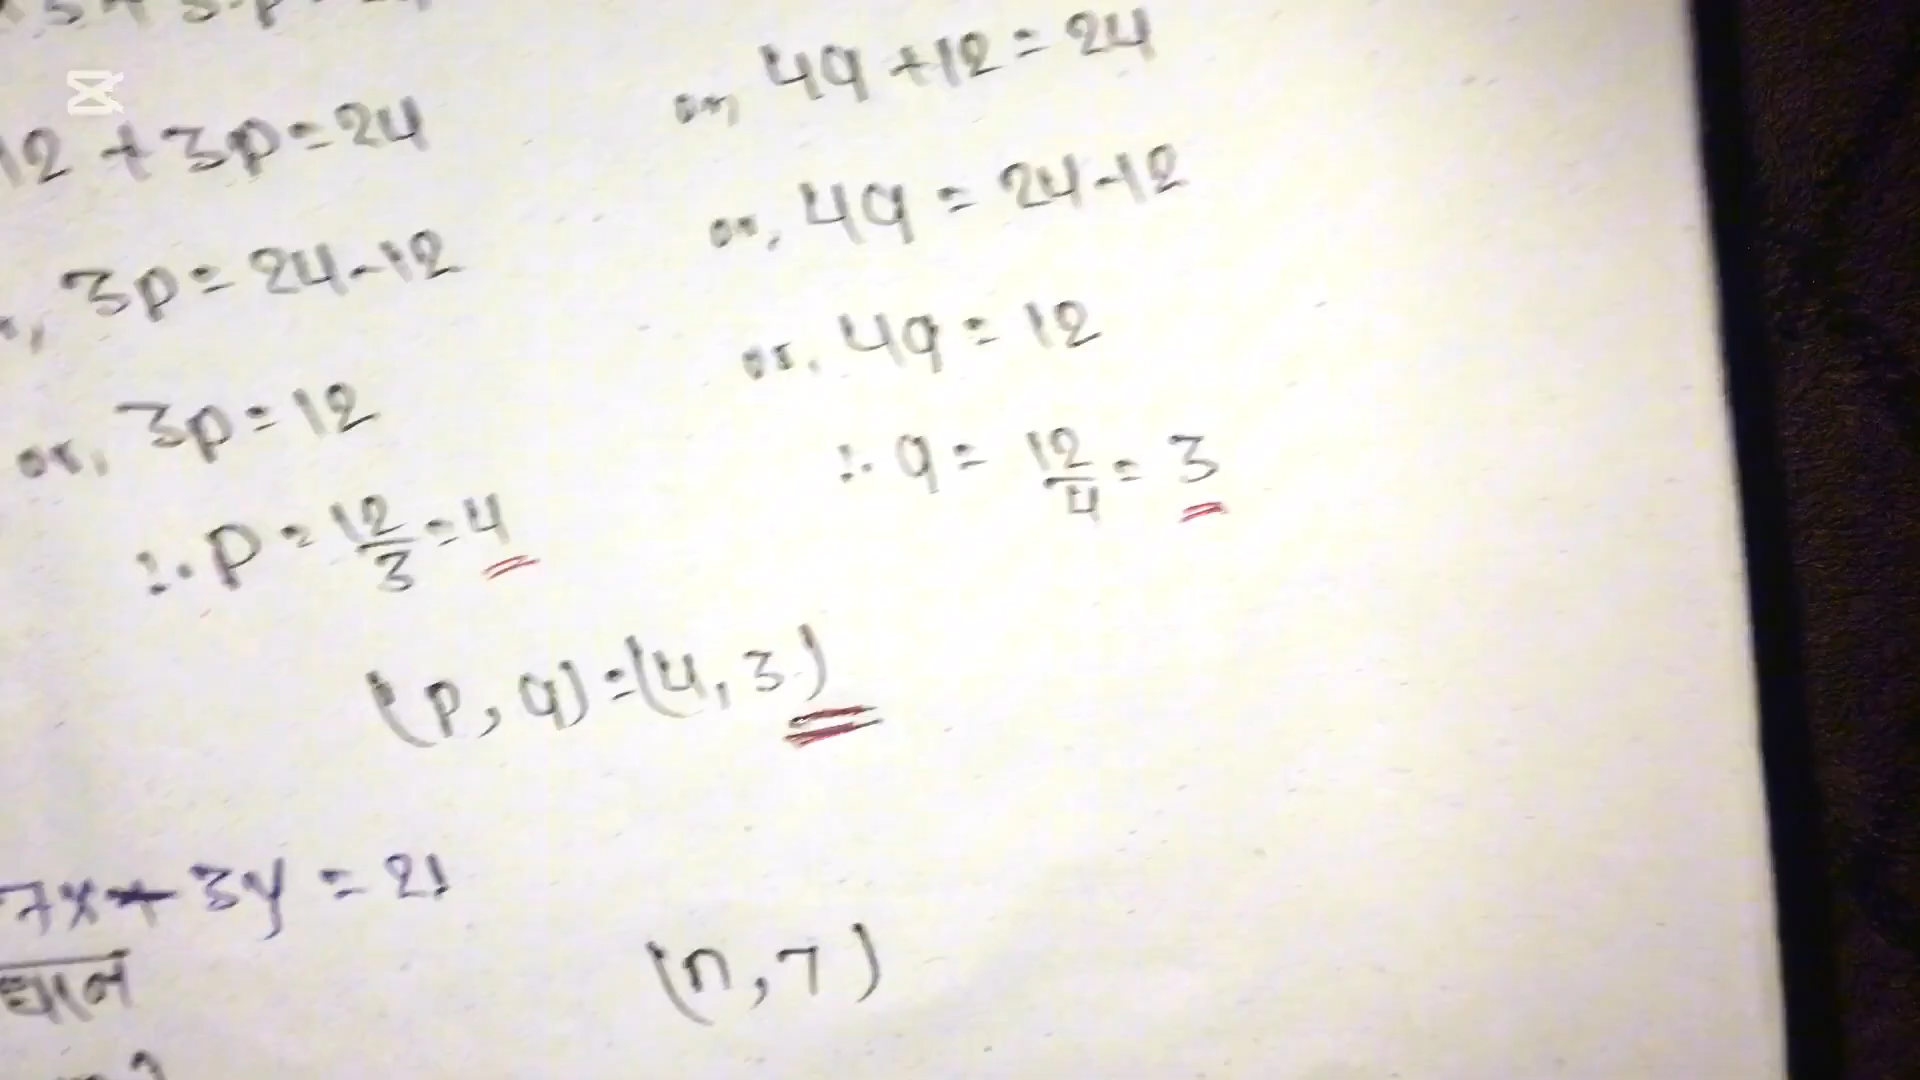 12 + 3p = 24
3p = 24 - 12
or, 3p = 12
∴ p = 12/3 = 4
or, 4q + 12 = 24
or, 4q = 24 - 12
or, 4q = 12
∴ q = 12/4 = 3
(p, q) = (4, 3)
7x + 3y = 21
(n, 7)